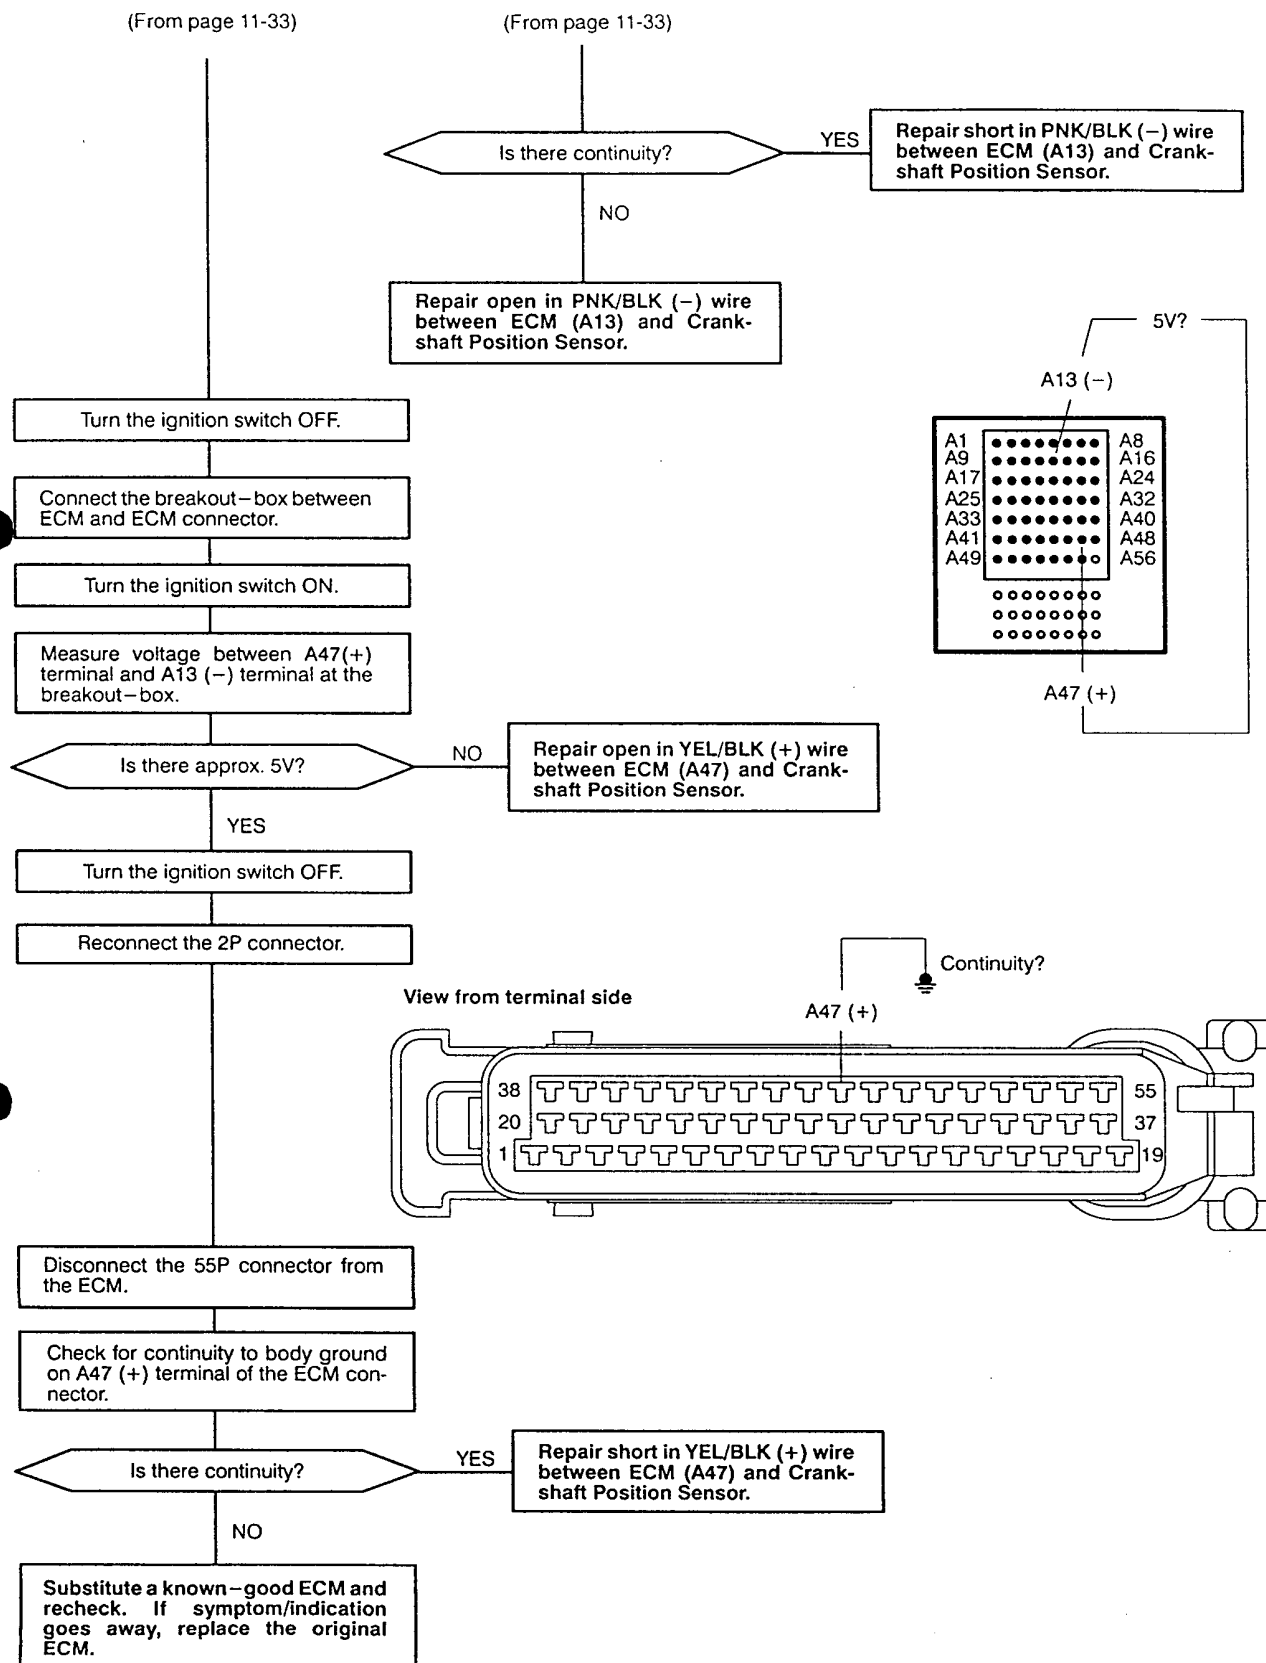 (From page 11-33)
(From page 11-33)
Is there continuity?
YES
Repair short in PNK/BLK (−) wire
between ECM (A13) and Crank-
shaft Position Sensor.
NO
Repair open in PNK/BLK (−) wire
between ECM (A13) and Crank-
shaft Position Sensor.
5V?
A13 (−)
A1 A8
A9 A16
A17 A24
A25 A32
A33 A40
A41 A48
A49 A56
A47 (+)
Turn the ignition switch OFF.
Connect the breakout−box between
ECM and ECM connector.
Turn the ignition switch ON.
Measure voltage between A47(+)
terminal and A13 (−) terminal at the
breakout−box.
Is there approx. 5V?
NO
Repair open in YEL/BLK (+) wire
between ECM (A47) and Crank-
shaft Position Sensor.
YES
Turn the ignition switch OFF.
Reconnect the 2P connector.
Continuity?
View from terminal side
A47 (+)
38 55
20 37
1 19
Disconnect the 55P connector from
the ECM.
Check for continuity to body ground
on A47 (+) terminal of the ECM con-
nector.
Is there continuity?
YES
Repair short in YEL/BLK (+) wire
between ECM (A47) and Crank-
shaft Position Sensor.
NO
Substitute a known−good ECM and
recheck. If symptom/indication
goes away, replace the original
ECM.